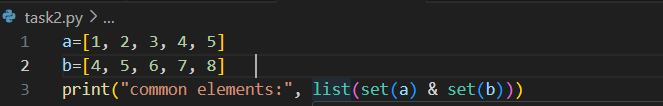 task2.py > ...
1 a=[1, 2, 3, 4, 5]
2 b=[4, 5, 6, 7, 8]
3 print("common elements:", list(set(a) & set(b)))